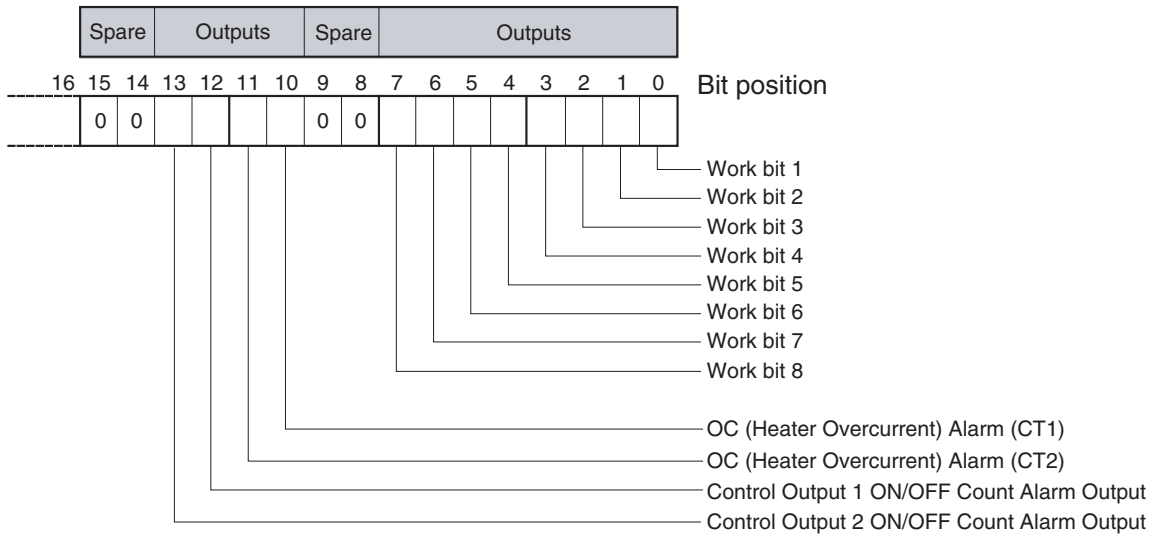 Spare Outputs Spare Outputs
16 15 14 13 12 11 10 9 8 7 6 5 4 3 2 1 0 Bit position
0 0 0 0
Work bit 1
Work bit 2
Work bit 3
Work bit 4
Work bit 5
Work bit 6
Work bit 7
Work bit 8
OC (Heater Overcurrent) Alarm (CT1)
OC (Heater Overcurrent) Alarm (CT2)
Control Output 1 ON/OFF Count Alarm Output
Control Output 2 ON/OFF Count Alarm Output